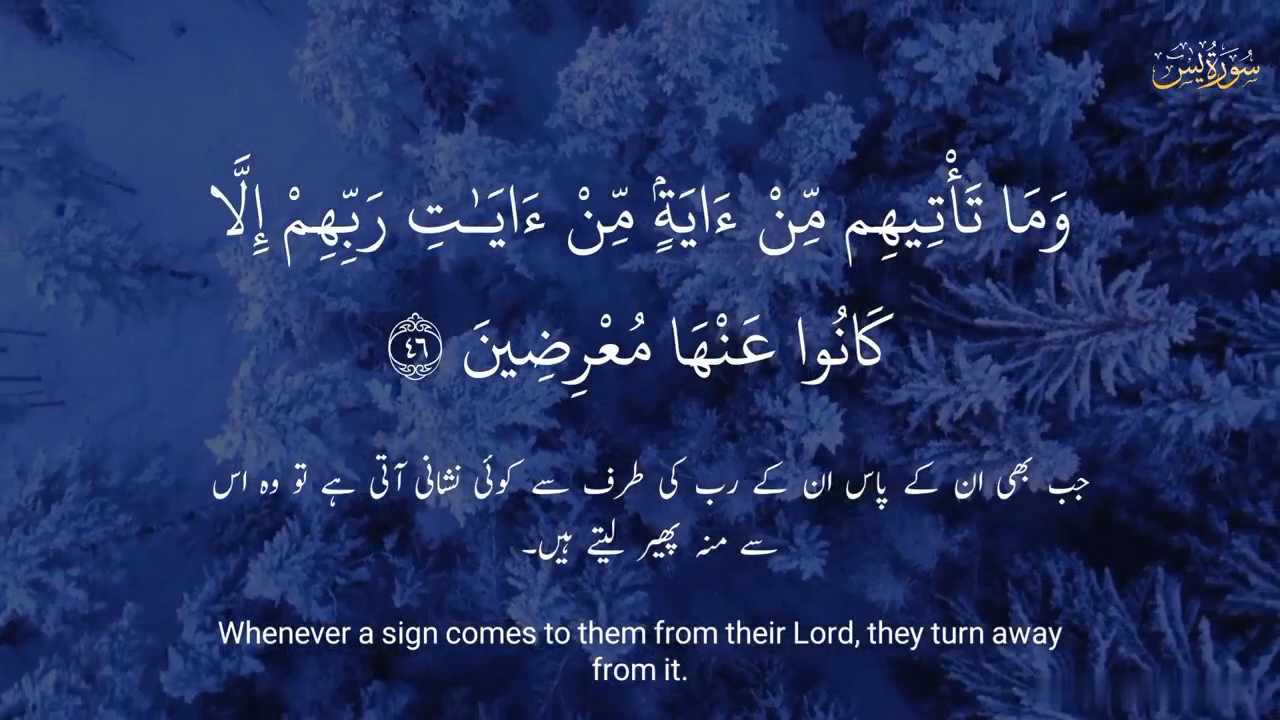 سُورَةُ يس
وَمَا تَأْتِيهِم مِّنْ ءَايَةٍۢ مِّنْ ءَايَـٰتِ رَبِّهِمْ إِلَّا
كَانُوا عَنْهَا مُعْرِضِينَ ٤٦
جب بھی ان کے پاس ان کے رب کی طرف سے کوئی نشانی آتی ہے تو وہ اس
سے منہ پھیر لیتے ہیں۔
Whenever a sign comes to them from their Lord, they turn away
from it.